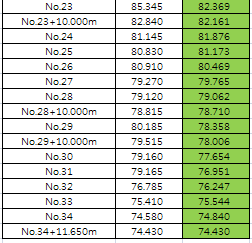 No.23 85.345 82.369
No.23+10.000m 82.840 82.161
No.24 81.145 81.876
No.25 80.830 81.173
No.26 80.910 80.469
No.27 79.270 79.765
No.28 79.120 79.062
No.28+10.000m 78.815 78.710
No.29 80.185 78.358
No.29+10.000m 79.515 78.006
No.30 79.160 77.654
No.31 79.165 76.951
No.32 76.785 76.247
No.33 75.410 75.544
No.34 74.580 74.840
No.34+11.650m 74.430 74.430